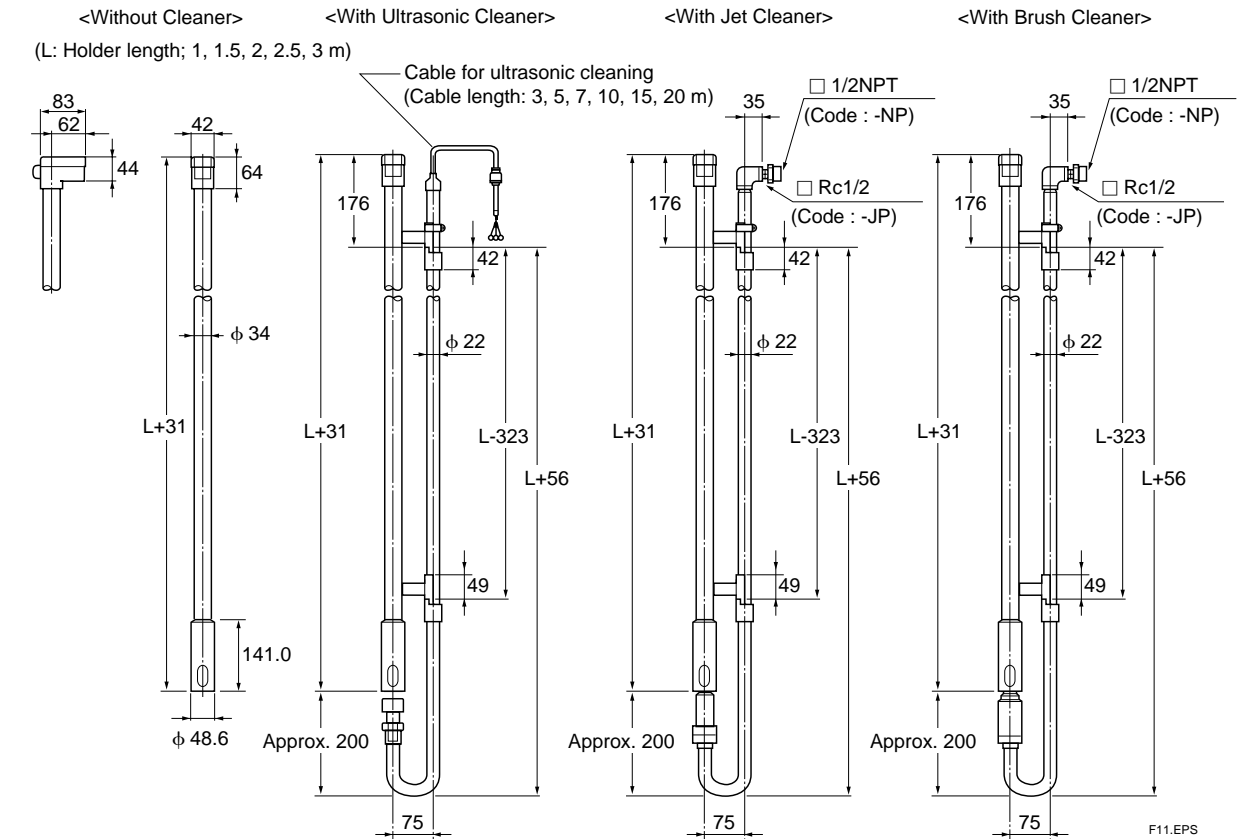 <Without Cleaner>
<With Ultrasonic Cleaner>
<With Jet Cleaner>
<With Brush Cleaner>
(L: Holder length; 1, 1.5, 2, 2.5, 3 m)
Cable for ultrasonic cleaning
(Cable length: 3, 5, 7, 10, 15, 20 m)
83
62
44
42
64
ϕ 34
L+31
141.0
ϕ 48.6
176
42
ϕ 22
L+31
L-323
L+56
49
Approx. 200
75
35
□ 1/2NPT
(Code : -NP)
□ Rc1/2
(Code : -JP)
176
42
ϕ 22
L+31
L-323
L+56
49
Approx. 200
75
35
□ 1/2NPT
(Code : -NP)
□ Rc1/2
(Code : -JP)
176
42
ϕ 22
L+31
L-323
L+56
49
Approx. 200
75
F11.EPS